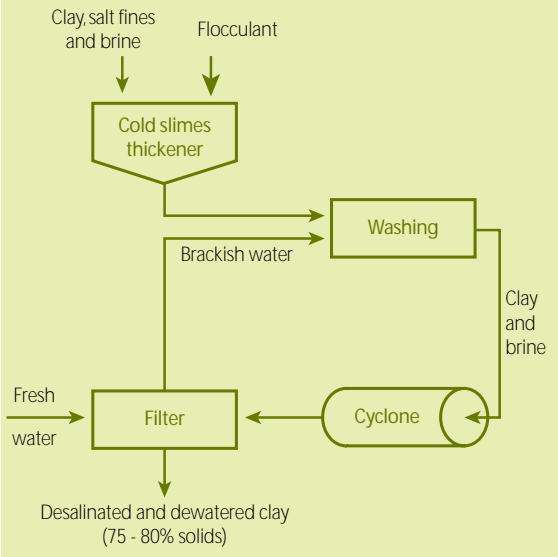 Clay, salt fines
and brine
Flocculant
Cold slimes
thickener
Washing
Brackish water
Clay
and
brine
Fresh
water
Filter
Cyclone
Desalinated and dewatered clay
(75 - 80% solids)